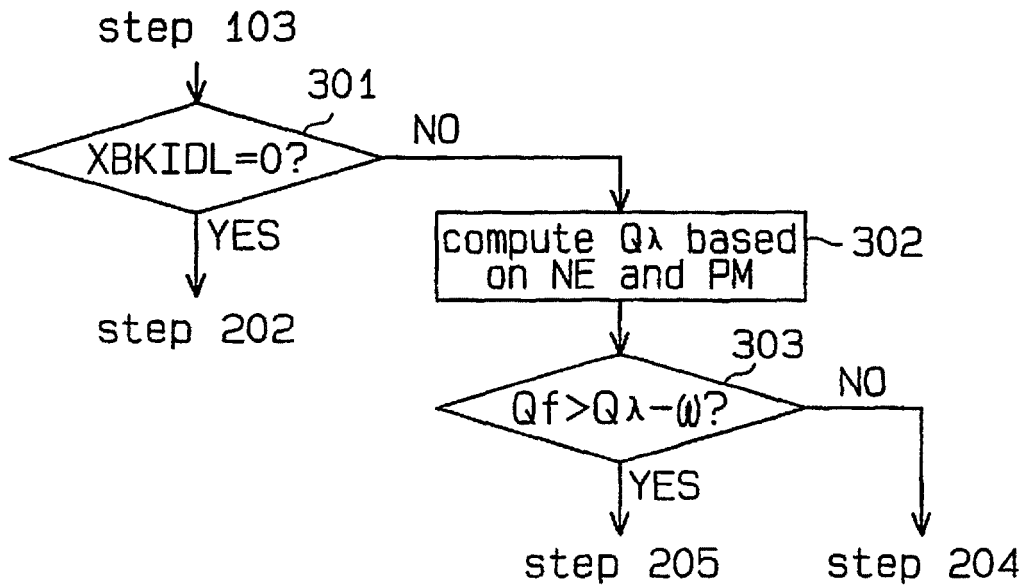 step 103
301
XBKIDL=0?
NO
YES
compute Qλ based
on NE and PM
302
step 202
303
Qf>Qλ-ω?
NO
YES
step 205
step 204